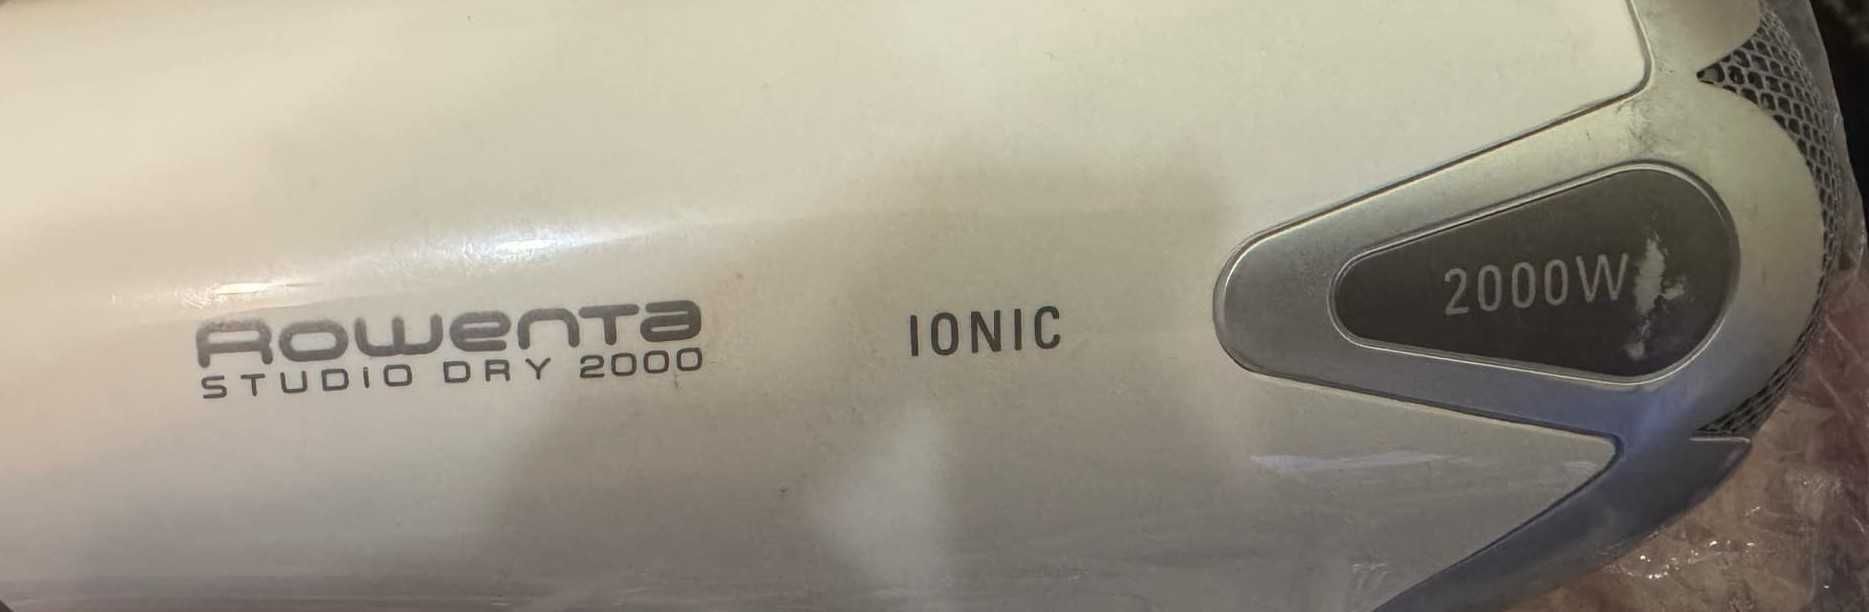 Rowenta
STUDIO DRY 2000
IONIC
2000W